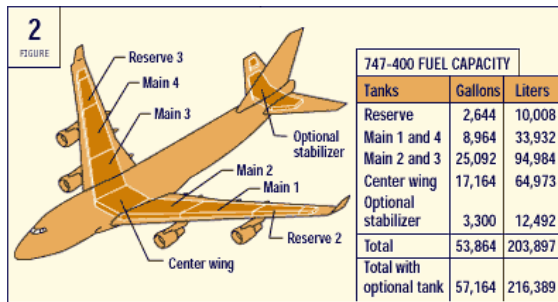 2
FIGURE
Reserve 3
Main 4
Main 3
Optional
stabilizer
Main 2
Main 1
Reserve 2
Center wing
747-400 FUEL CAPACITY
Tanks Gallons Liters
Reserve 2,644 10,008
Main 1 and 4 8,964 33,932
Main 2 and 3 25,092 94,984
Center wing 17,164 64,973
Optional
stabilizer 3,300 12,492
Total 53,864 203,897
Total with
optional tank 57,164 216,389